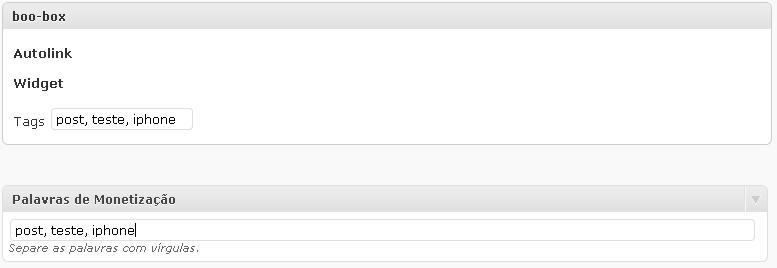 boo-box
Autolink
Widget
Tags post, teste, iphone
Palavras de Monetização
post, teste, iphone
Separe as palavras com vírgulas.